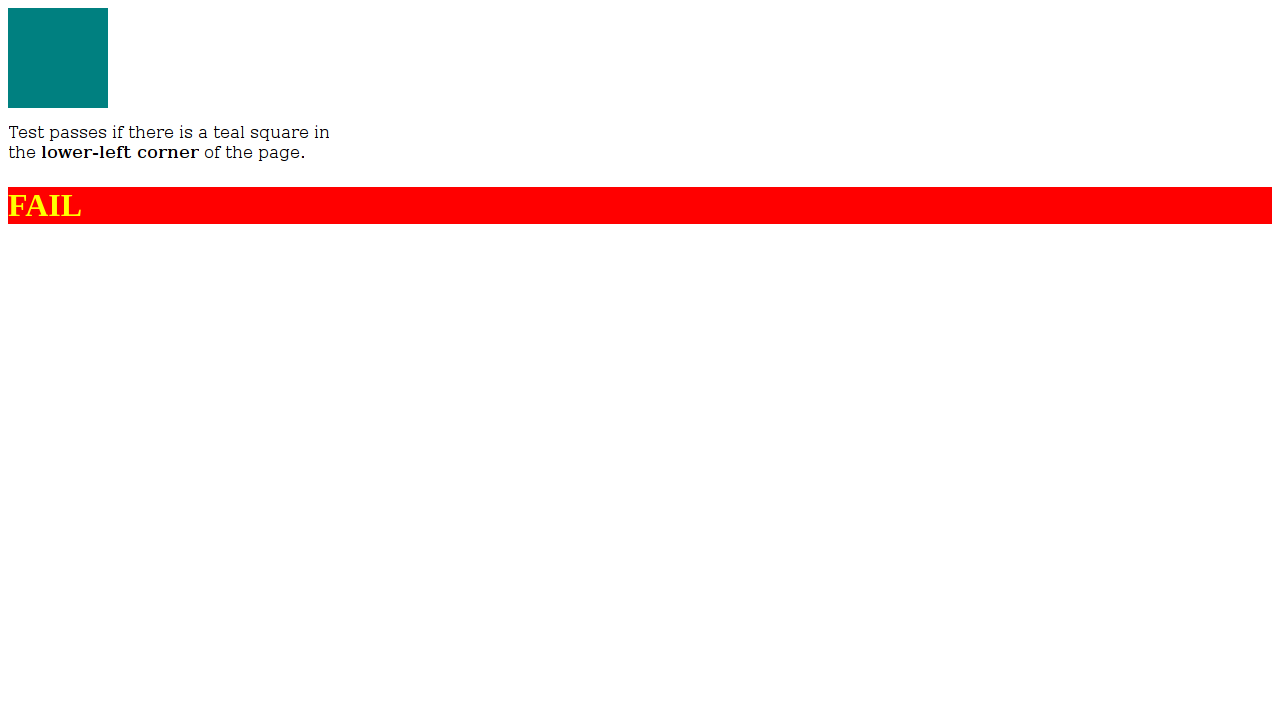 Test passes if there is a teal square in
the lower-left corner of the page.
FAIL